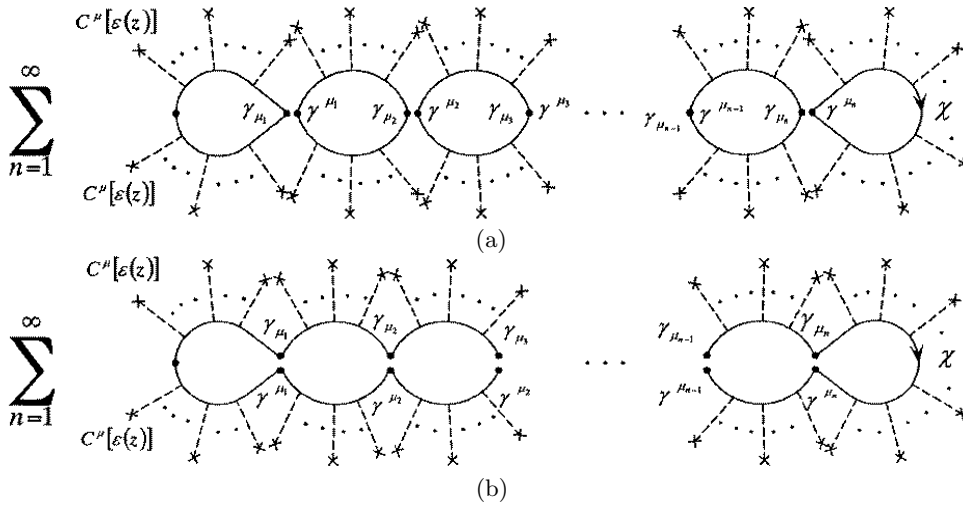 C^μ[ε(z)]
∑_{n=1}^{∞} γ_{μ_1} γ^{μ_1} γ_{μ_2} γ^{μ_2} γ_{μ_3} γ^{μ_3} . . . . . γ_{μ_{n-1}} γ^{μ_{n-1}} γ_{μ_n} γ^{μ_n} χ
C^μ[ε(z)]
(a)
C^μ[ε(z)]
γ_{μ_1} γ_{μ_2} γ_{μ_3} γ_{μ_{n-1}} γ_{μ_n}
∑_{n=1}^{∞} . . . . . χ
γ^{μ_1} γ^{μ_2} γ^{μ_2} γ^{μ_{n-1}} γ^{μ_n}
C^μ[ε(z)]
(b)